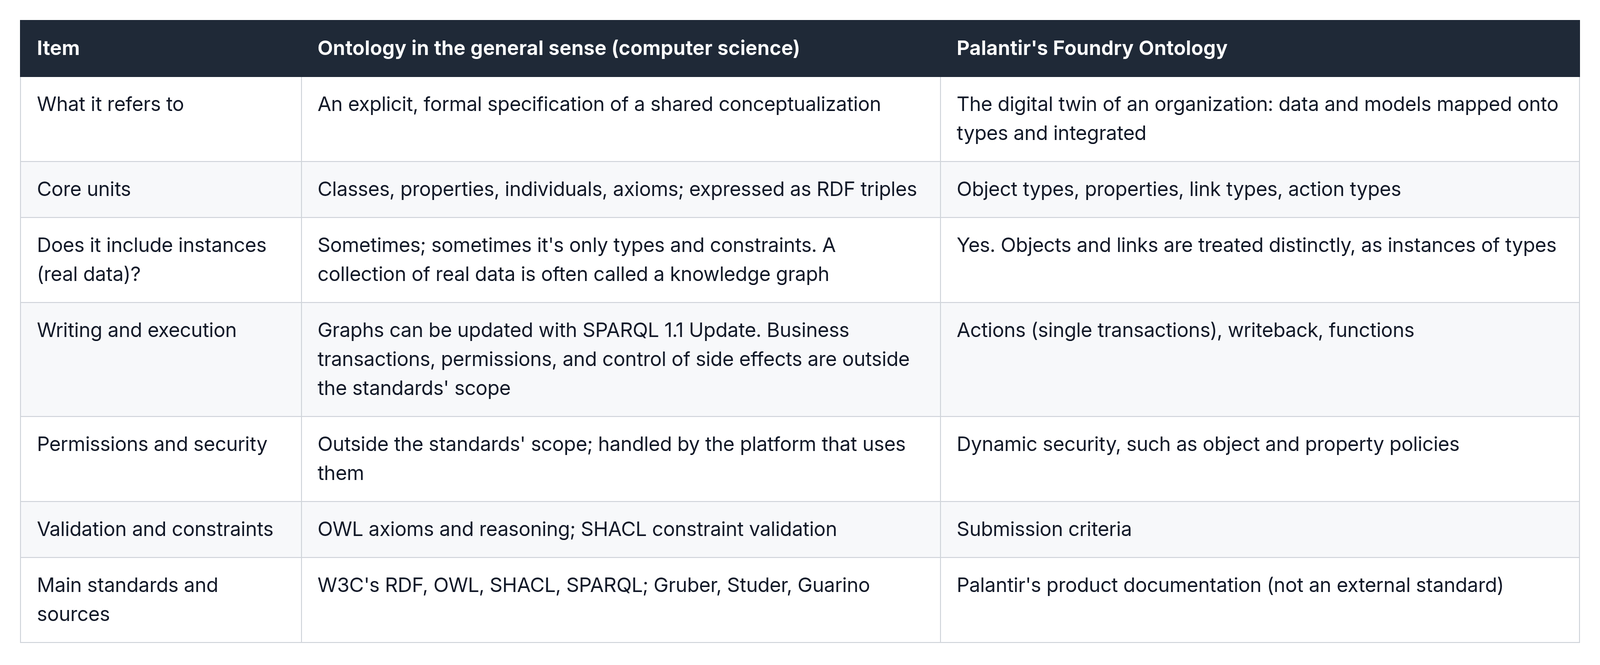 Item
Ontology in the general sense (computer science)
Palantir's Foundry Ontology
What it refers to
An explicit, formal specification of a shared conceptualization
The digital twin of an organization: data and models mapped onto
types and integrated
Core units
Classes, properties, individuals, axioms; expressed as RDF triples
Object types, properties, link types, action types
Does it include instances
(real data)?
Sometimes; sometimes it's only types and constraints. A
collection of real data is often called a knowledge graph
Yes. Objects and links are treated distinctly, as instances of types
Writing and execution
Graphs can be updated with SPARQL 1.1 Update. Business
transactions, permissions, and control of side effects are outside
the standards' scope
Actions (single transactions), writeback, functions
Permissions and security
Outside the standards' scope; handled by the platform that uses
them
Dynamic security, such as object and property policies
Validation and constraints
OWL axioms and reasoning; SHACL constraint validation
Submission criteria
Main standards and
sources
W3C's RDF, OWL, SHACL, SPARQL; Gruber, Studer, Guarino
Palantir's product documentation (not an external standard)